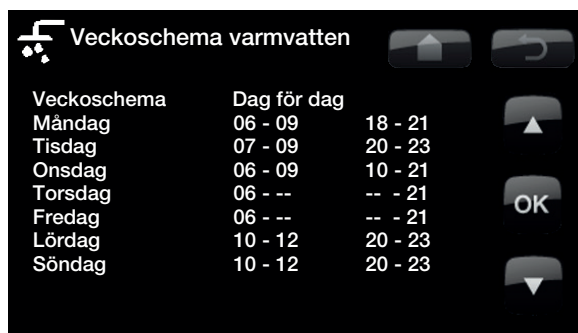 Veckoschema varmvatten
Veckoschema Dag för dag
Måndag 06 - 09 18 - 21
Tisdag 07 - 09 20 - 23
Onsdag 06 - 09 10 - 21
Torsdag 06 - -- -- - 21
Fredag 06 - -- -- - 21
Lördag 10 - 12 20 - 23
Söndag 10 - 12 20 - 23
OK